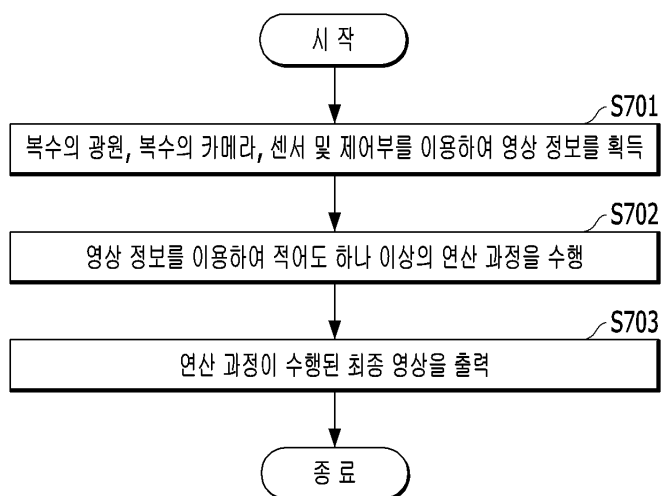 시 작
S701
복수의 광원, 복수의 카메라, 센서 및 제어부를 이용하여 영상 정보를 획득
S702
영상 정보를 이용하여 적어도 하나 이상의 연산 과정을 수행
S703
연산 과정이 수행된 최종 영상을 출력
종 료